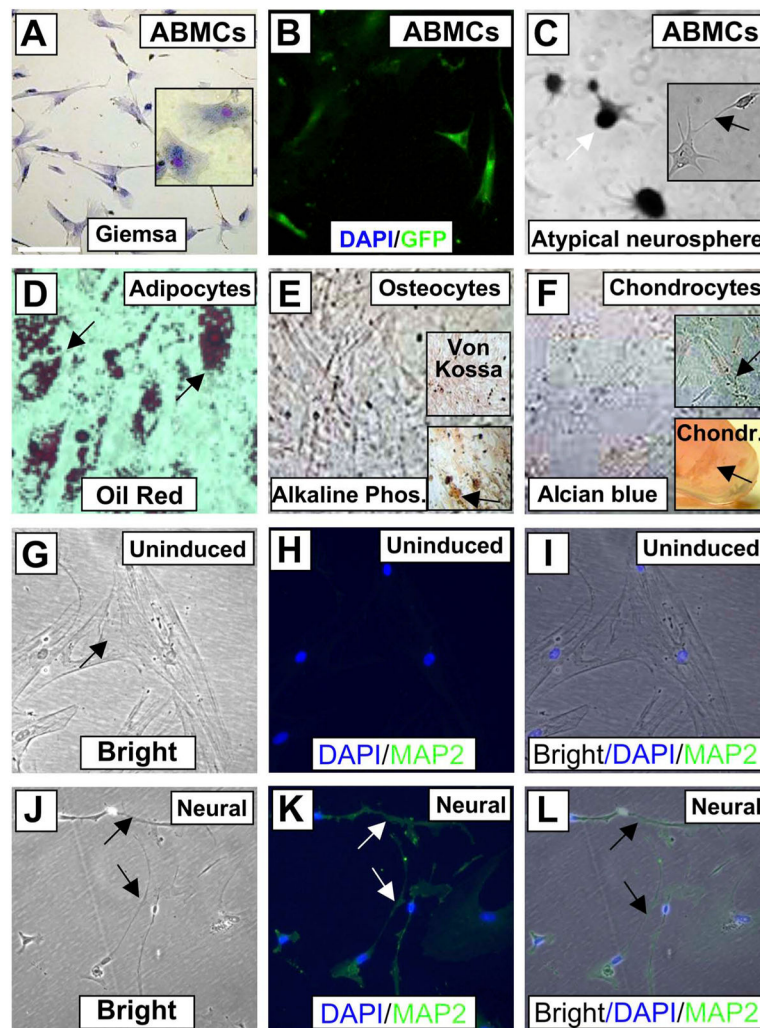 A
ABMCs
Giemsa
B
ABMCs
DAPI/GFP
C
ABMCs
Atypical neurosphere
D
Adipocytes
Oil Red
E
Osteocytes
Von
Kossa
Alkaline Phos.
F
Chondrocytes
Chondr.
Alcian blue
G
Uninduced
Bright
H
Uninduced
DAPI/MAP2
I
Uninduced
Bright/DAPI/MAP2
J
Neural
Bright
K
Neural
DAPI/MAP2
L
Neural
Bright/DAPI/MAP2